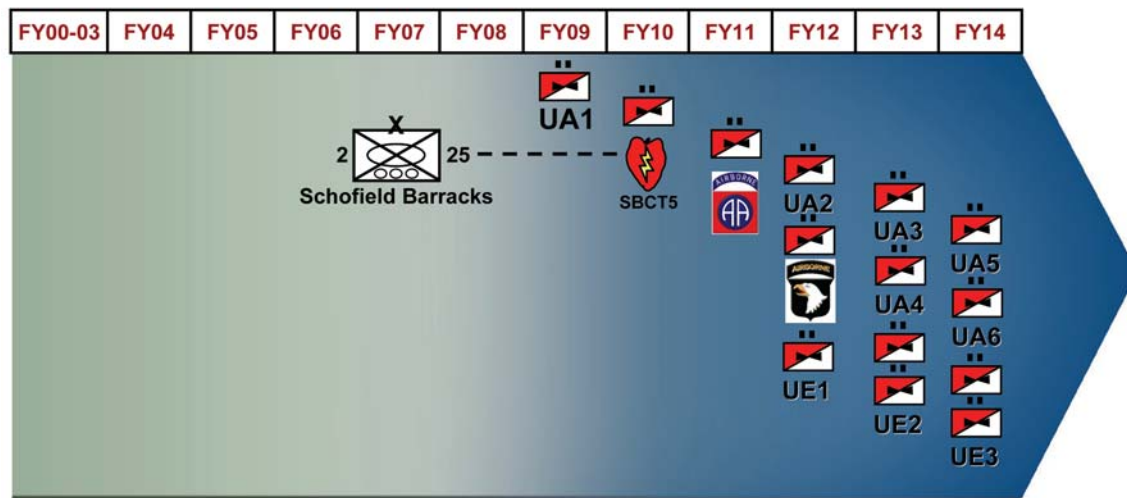 FY00-03 FY04 FY05 FY06 FY07 FY08 FY09 FY10 FY11 FY12 FY13 FY14
UA1
X
2 25
Schofield Barracks
SBCT5
AIRBORNE
AA
UA2
AIRBORNE
UE1
UA3
UA4
UE2
UA5
UA6
UE3